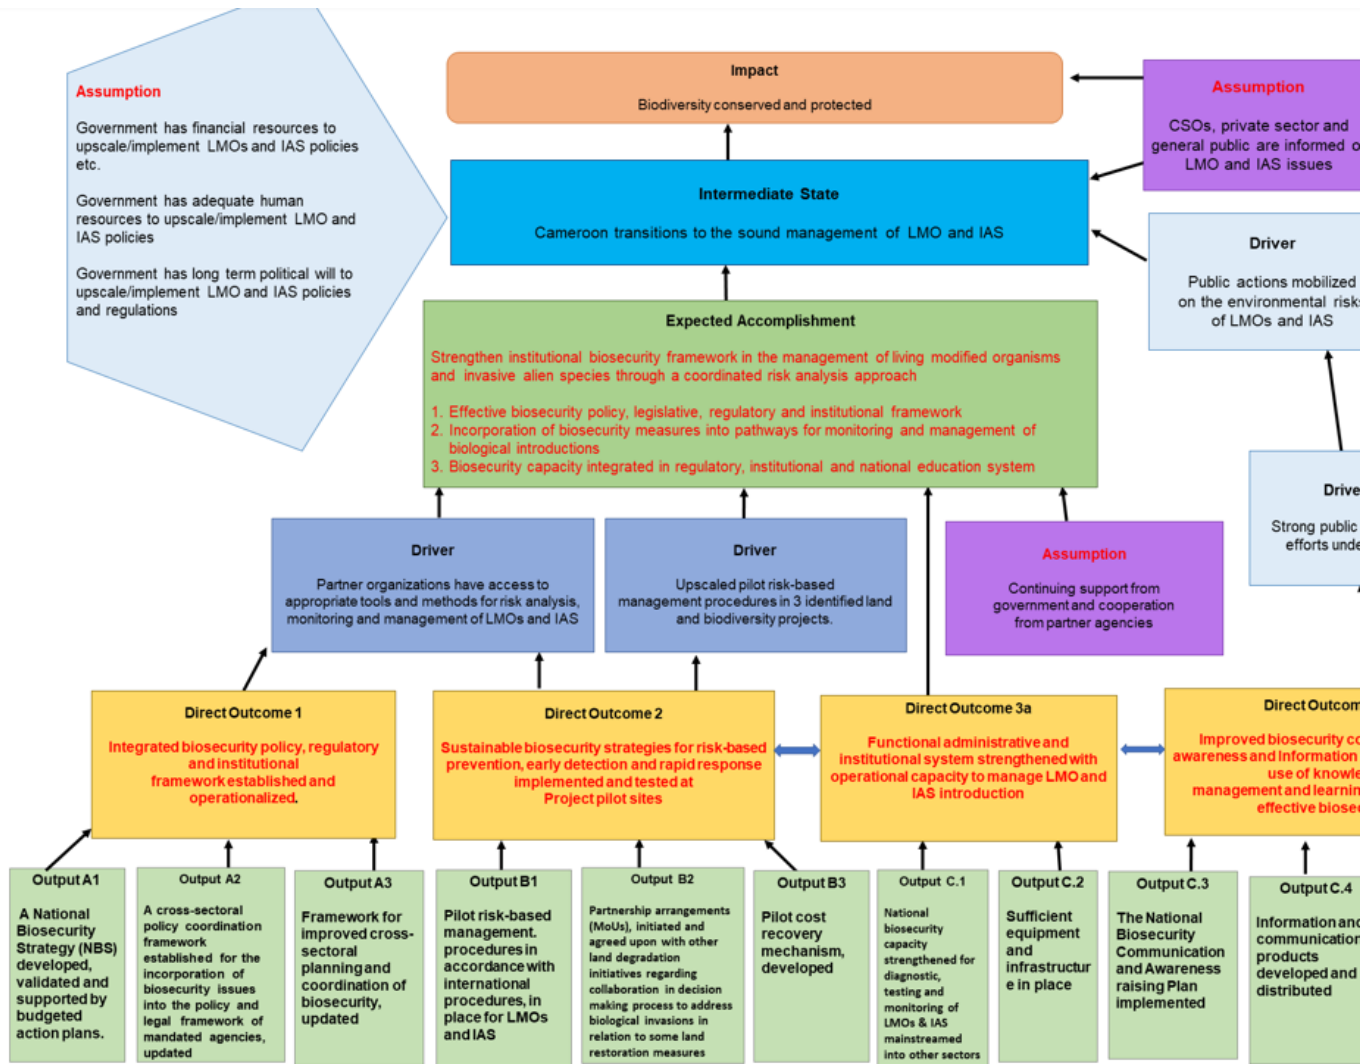 Assumption
Government has financial resources to
upscale/implement LMOs and IAS policies
etc.
Government has adequate human
resources to upscale/implement LMO and
IAS policies
Government has long term political will to
upscale/implement LMO and IAS policies
and regulations
Impact
Biodiversity conserved and protected
Assumption
CSOs, private sector and
general public are informed
LMO and IAS issues
Intermediate State
Cameroon transitions to the sound management of LMO and IAS
Driver
Public actions mobilized
on the environmental risks
of LMOs and IAS
Expected Accomplishment
Strengthen institutional biosecurity framework in the management of living modified organisms
and invasive alien species through a coordinated risk analysis approach
1. Effective biosecurity policy, legislative, regulatory and institutional framework
2. Incorporation of biosecurity measures into pathways for monitoring and management of
biological introductions
3. Biosecurity capacity integrated in regulatory, institutional and national education system
Strong public
efforts
Driver
Partner organizations have access to
appropriate tools and methods for risk analysis,
monitoring and management of LMOs and IAS
Driver
Upscaled pilot risk-based
management procedures in 3 identified land
and biodiversity projects.
Assumption
Continuing support from
government and cooperation
from partner agencies
Direct Outcome 1
Integrated biosecurity policy, regulatory
and institutional
framework established and
operationalized.
Direct Outcome 2
Sustainable biosecurity strategies for risk-based
prevention, early detection and rapid response
implemented and tested at
Project pilot sites
Direct Outcome 3a
Functional administrative and
institutional system strengthened with
operational capacity to manage LMO and
IAS introduction
Direct
Improved biosecurity
awareness and Information
use of
management and learning
effective
Output A1
A National
Biosecurity
Strategy (NBS)
developed,
validated and
supported by
budgeted
action plans.
Output A2
A cross-sectoral
policy coordination
framework
established for the
incorporation of
biosecurity issues
into the policy and
legal framework of
mandated agencies,
updated
Output A3
Framework for
improved cross-
sectoral
planning and
coordination of
biosecurity,
updated
Output B1
Pilot risk-based
management.
procedures in
accordance with
international
procedures, in
place for LMOs
and IAS
Output B2
Partnership arrangements
(MoUs), initiated and
agreed upon with other
land degradation
initiatives regarding
collaboration in decision
making process to address
biological invasions in
relation to some land
restoration measures
Output B3
Pilot cost
recovery
mechanism,
developed
Output C.1
National
biosecurity
capacity
strengthened for
diagnostic,
testing and
monitoring of
LMOs & IAS
mainstreamed
into other sectors
Output C.2
Sufficient
equipment
and
infrastructur
e in place
Output C.3
The National
Biosecurity
Communication
and Awareness
raising Plan
implemented
Output C.4
Information and
communication
products
developed and
distributed